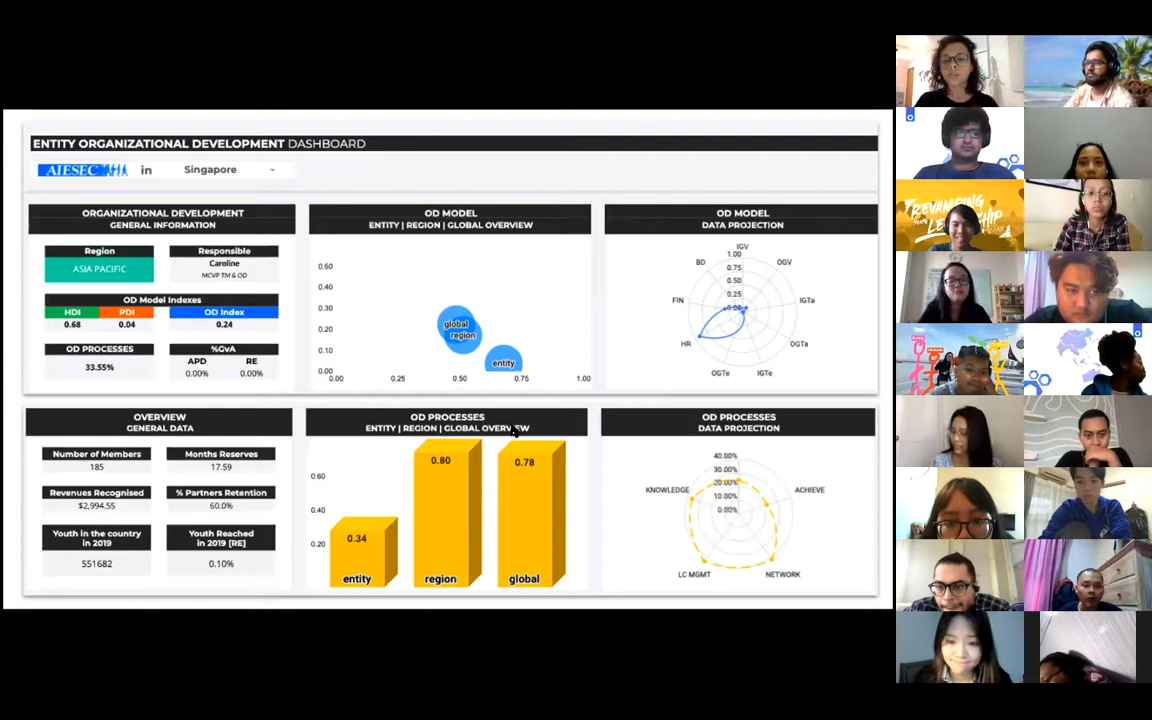 ENTITY ORGANIZATIONAL DEVELOPMENT DASHBOARD
AIESEC in Singapore
ORGANIZATIONAL DEVELOPMENT
GENERAL INFORMATION
Region
Responsible
ASIA PACIFIC
Caroline
MCVP TM & OD
OD Model Indexes
HDI
PDI
OD Index
0.68
0.04
0.24
OD PROCESSES
%GvA
33.55%
APD
RE
0.00%
0.00%
OD MODEL
ENTITY | REGION | GLOBAL OVERVIEW
0.50
0.40
0.30
0.20
0.10
0.00
global
region
entity
0.00
0.25
0.50
0.75
1.00
OD MODEL
DATA PROJECTION
IGV
1.00
0.75
0.50
0.25
0.00
BD
OGV
FIN
IGTa
HR
OGTa
OGTe
IGTe
OVERVIEW
GENERAL DATA
Number of Members
Months Reserves
185
17.59
Revenues Recognised
% Partners Retention
$2,994.55
60.0%
Youth in the country
in 2019
Youth Reached
in 2019 [RE]
551682
0.10%
OD PROCESSES
ENTITY | REGION | GLOBAL OVERVIEW
0.60
0.40
0.20
0.34
0.80
0.78
entity
region
global
OD PROCESSES
DATA PROJECTION
40.00%
30.00%
20.00%
10.00%
0.00%
KNOWLEDGE
ACHIEVE
LC MGMT
NETWORK
REVAMPING